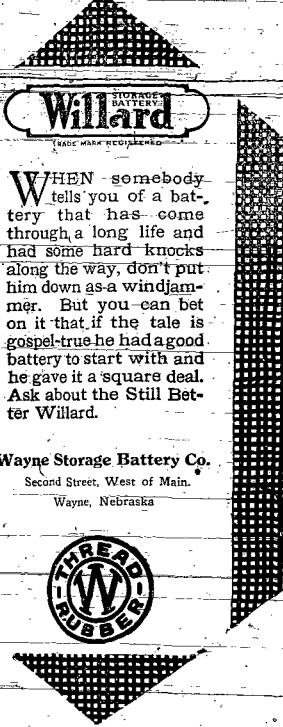 Willard
STORAGE
BATTERY
TRADE MARK REGISTERED
WHEN somebody
tells you of a bat-
tery that has come
through a long life and
had some hard knocks
along the way, don't put
him down as a windjam-
mer. But you can bet
on it that if the tale is
gospel-true he had a good
battery to start with and
he gave it a square deal.
Ask about the Still Bet-
ter Willard.
Wayne Storage Battery Co.
Second Street, West of Main.
Wayne, Nebraska
THREAD
W
RUBBER